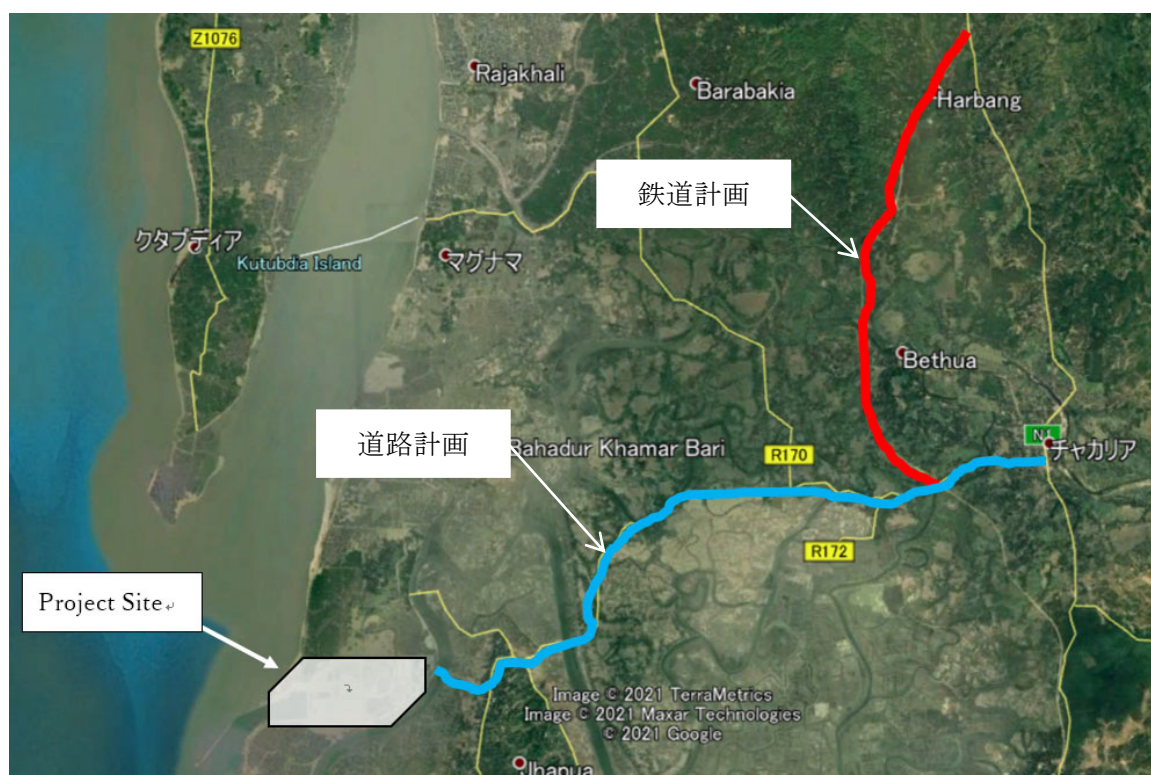 Z1076
Rajakhali
Barabakia
Harbang
鉄道計画
クタブディア
Kutubdia Island
マグナマ
Bethua
道路計画
Bahadur Khamar Bari
R170
N1
チャカリア
R172
Project Site
Image © 2021 TerraMetrics
Image © 2021 Maxar Technologies
© 2021 Google
Jhapua